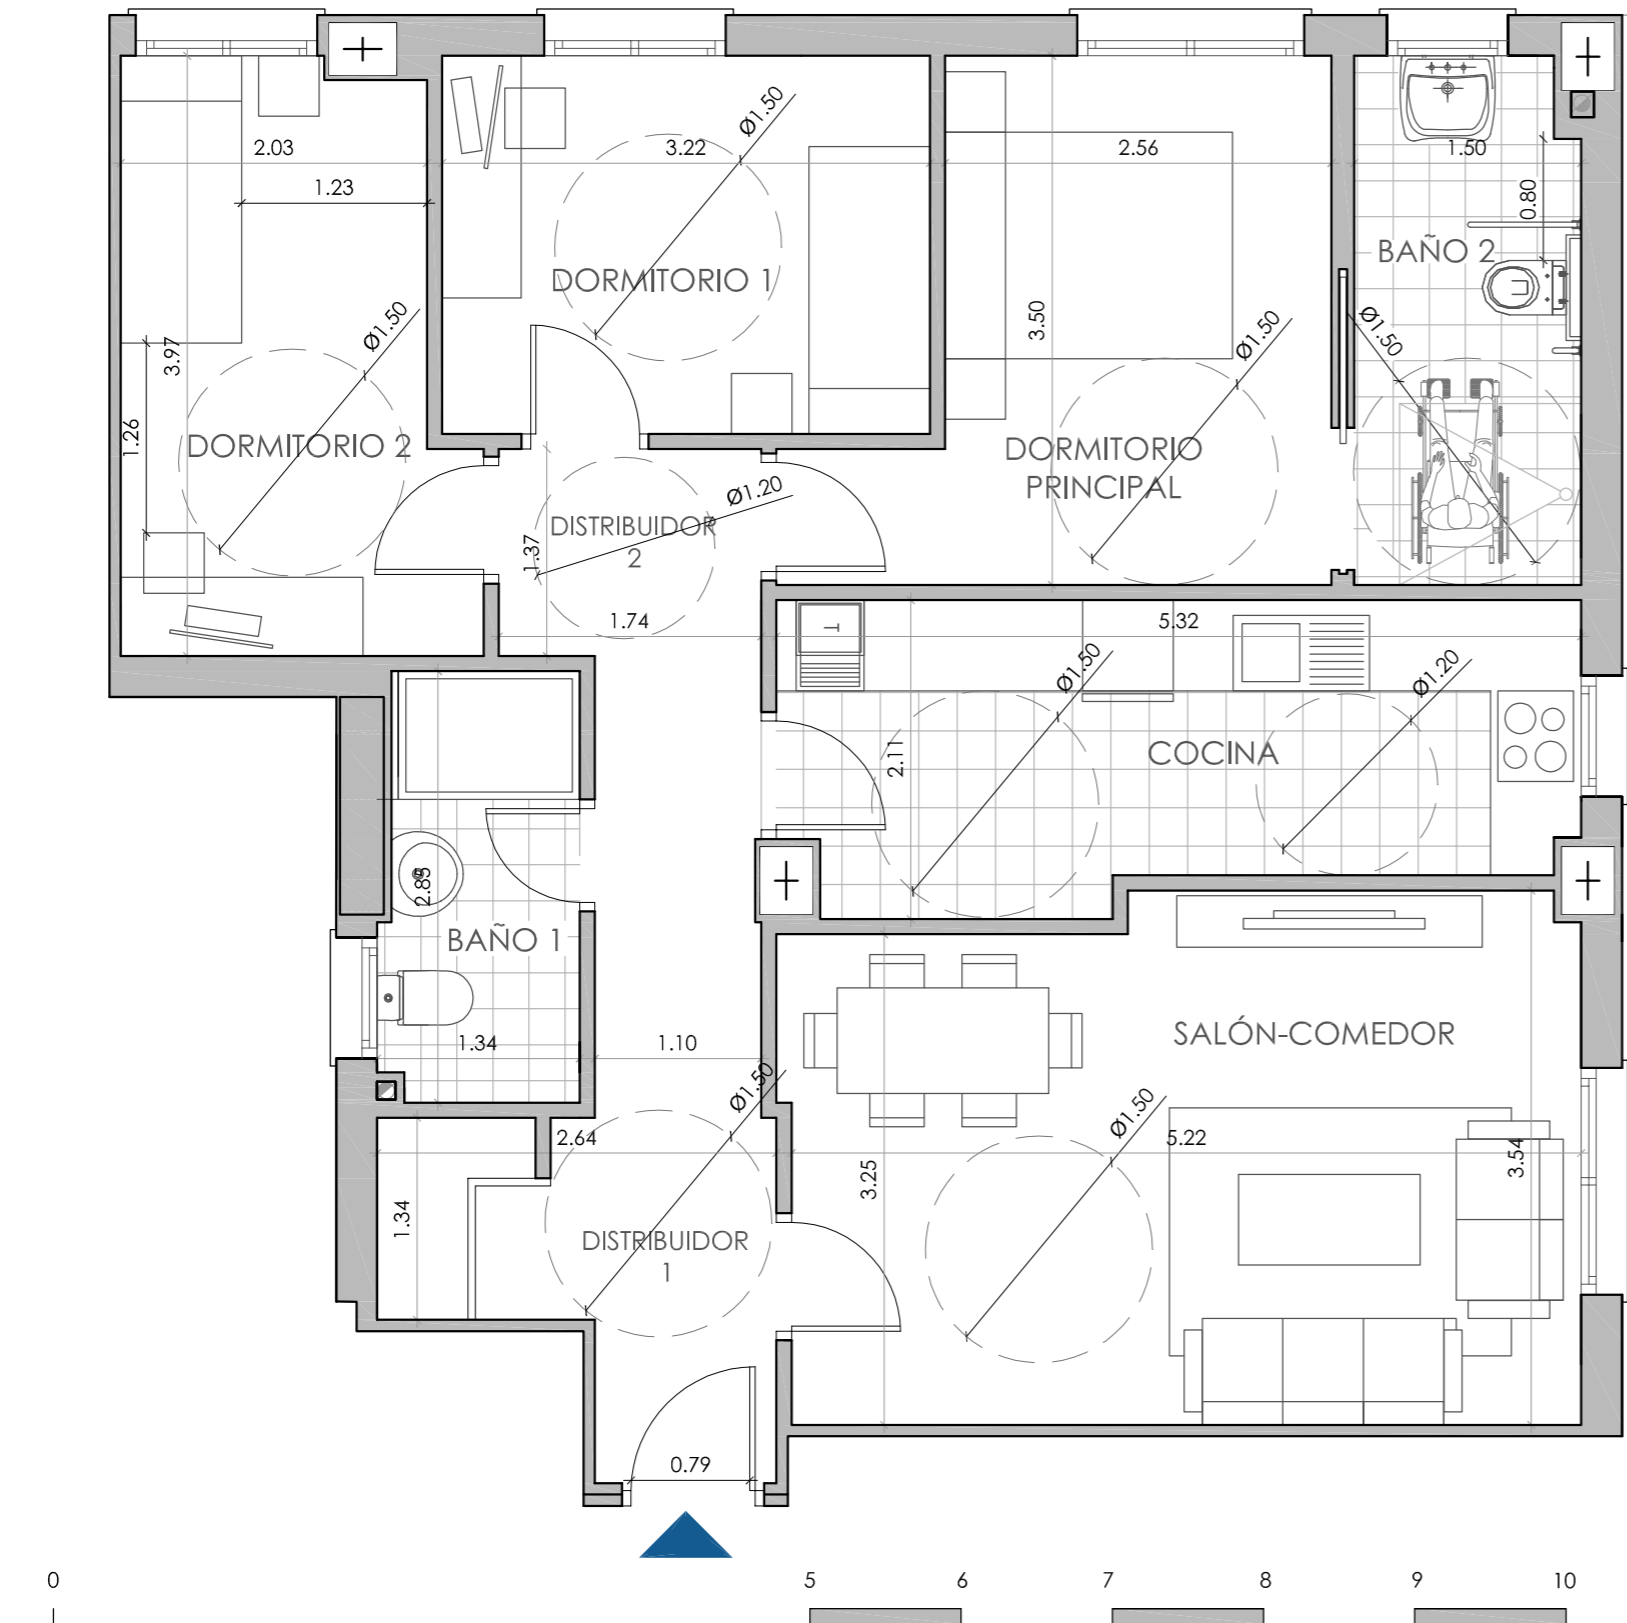 Ø1.50
2.03
3.22
2.56
1.50
1.23
0.80
BAÑO 2
DORMITORIO 1
Ø1.50
Ø1.50
Ø1.50
3.97
3.50
1.26
DORMITORIO 2
DORMITORIO
PRINCIPAL
Ø1.20
DISTRIBUIDOR
2
1.37
1.74
5.32
T
Ø1.50
Ø1.20
2.11
COCINA
2.85
BAÑO 1
SALÓN-COMEDOR
1.34
1.10
Ø1.50
Ø1.50
2.64
5.22
3.54
3.25
1.34
DISTRIBUIDOR
1
0.79
0
5
6
7
8
9
10